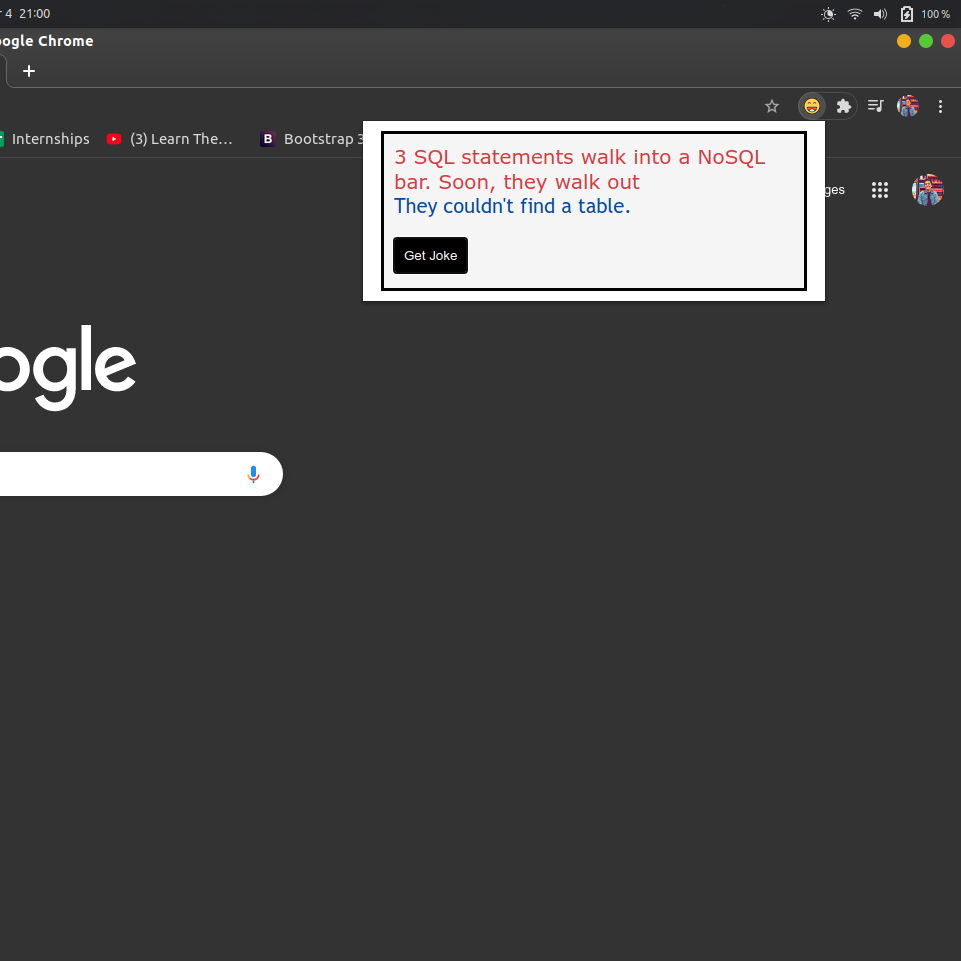 4 21:00
100 %
ogle Chrome
Internships
(3) Learn The…
B
Bootstrap 3
3 SQL statements walk into a NoSQL
bar. Soon, they walk out
They couldn't find a table.
ges
Get Joke
ogle